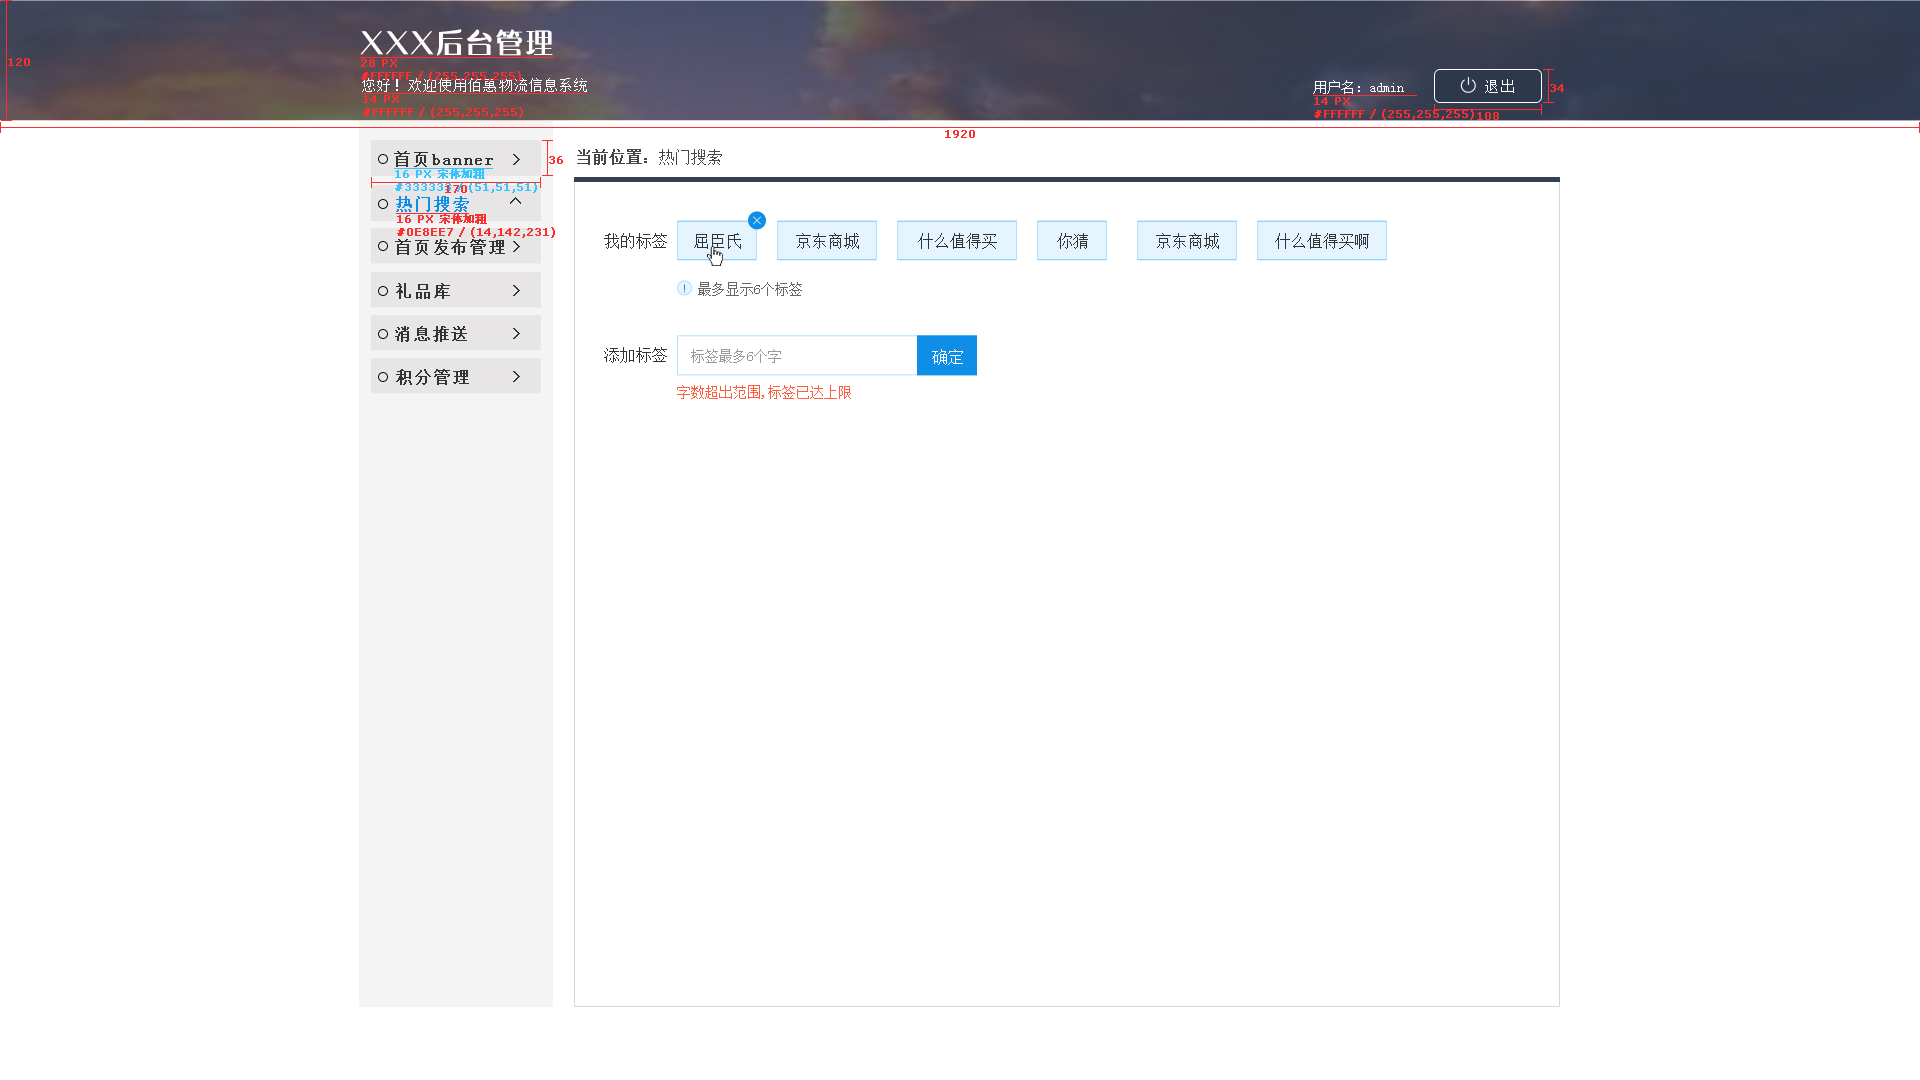 XXX后台管理
28 PX
#FFFFFF / (255,255,255)
120
您好！欢迎使用佰惠物流信息系统
14 PX
#FFFFFF / (255,255,255)
用户名：admin
14 PX
#FFFFFF / (255,255,255)
退出
34
108
1920
首页banner
36
16 PX 宋体加粗
#333333 / (51,51,51)
170
热门搜索
16 PX 宋体加粗
#0E8EE7 / (14,142,231)
首页发布管理
礼品库
消息推送
积分管理
当前位置：热门搜索
我的标签 屈臣氏 京东商城 什么值得买 你猜 京东商城 什么值得买啊
! 最多显示6个标签
添加标签 标签最多6个字 确定
字数超出范围,标签已达上限